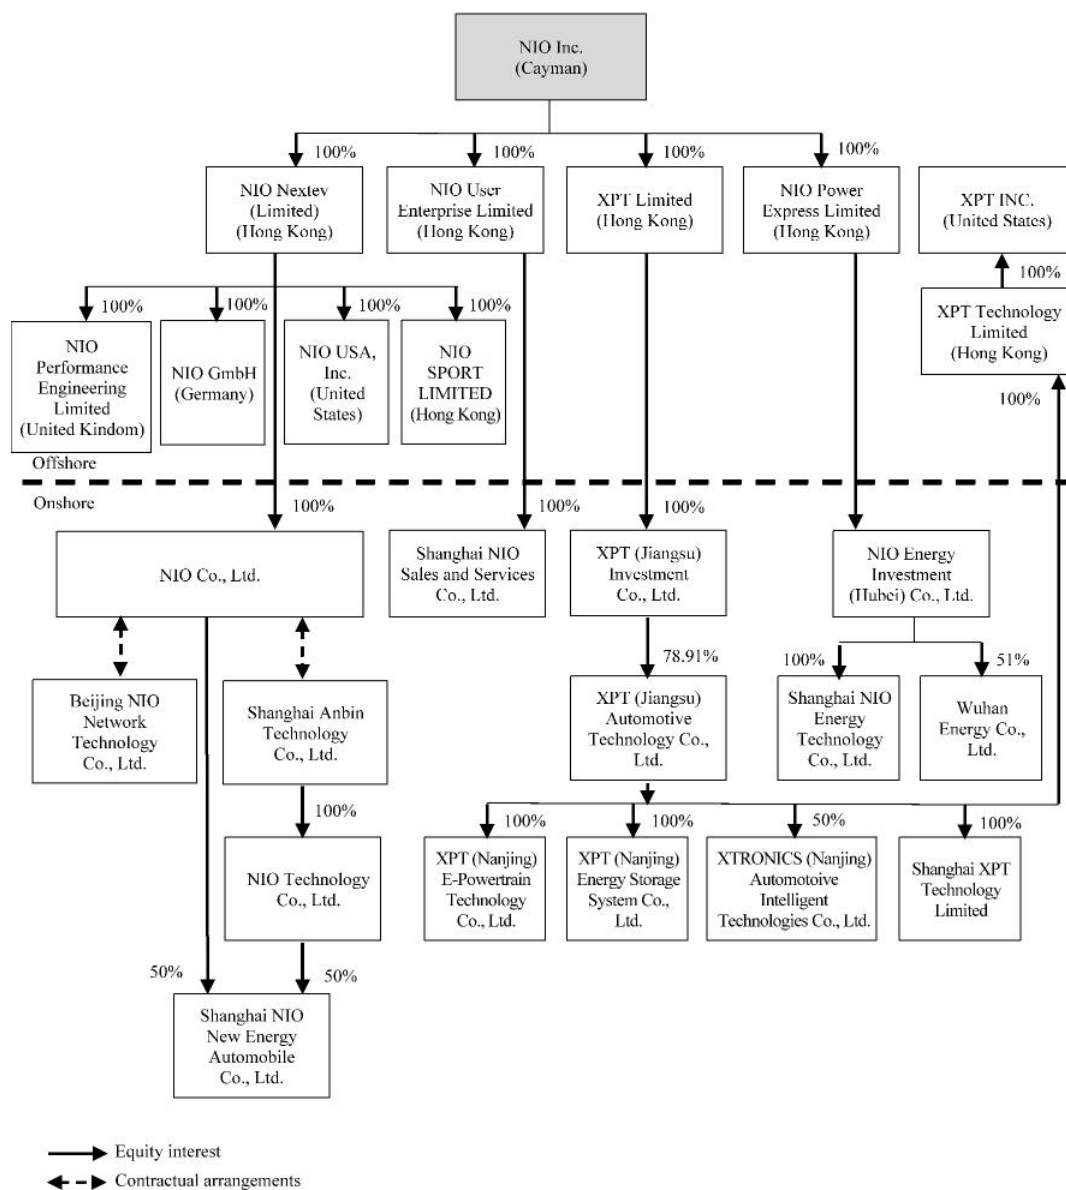 NIO Inc.
(Cayman)
100%
100%
100%
100%
NIO Nextev
(Limited)
(Hong Kong)
NIO User
Enterprise Limited
(Hong Kong)
XPT Limited
(Hong Kong)
NIO Power
Express Limited
(Hong Kong)
XPT INC.
(United States)
100%
100%
100%
100%
100%
NIO
Performance
Engineering
Limited
(United Kindom)
NIO GmbH
(Germany)
NIO USA,
Inc.
(United
States)
NIO
SPORT
LIMITED
(Hong Kong)
XPT Technology
Limited
(Hong Kong)
100%
Offshore
Onshore
100%
100%
100%
NIO Co., Ltd.
Shanghai NIO
Sales and Services
Co., Ltd.
XPT (Jiangsu)
Investment
Co., Ltd.
NIO Energy
Investment
(Hubei) Co., Ltd.
78.91%
100%
51%
Beijing NIO
Network
Technology
Co., Ltd.
Shanghai Anbin
Technology
Co., Ltd.
XPT (Jiangsu)
Automotive
Technology Co.,
Ltd.
Shanghai NIO
Energy
Technology
Co., Ltd.
Wuhan
Energy Co.,
Ltd.
100%
100%
100%
50%
100%
NIO Technology
Co., Ltd.
XPT (Nanjing)
E-Powertrain
Technology
Co., Ltd.
XPT (Nanjing)
Energy Storage
System Co.,
Ltd.
XTRONICS (Nanjing)
Automotoive
Intelligent
Technologies Co., Ltd.
Shanghai XPT
Technology
Limited
50%
50%
Shanghai NIO
New Energy
Automobile
Co., Ltd.
Equity interest
Contractual arrangements